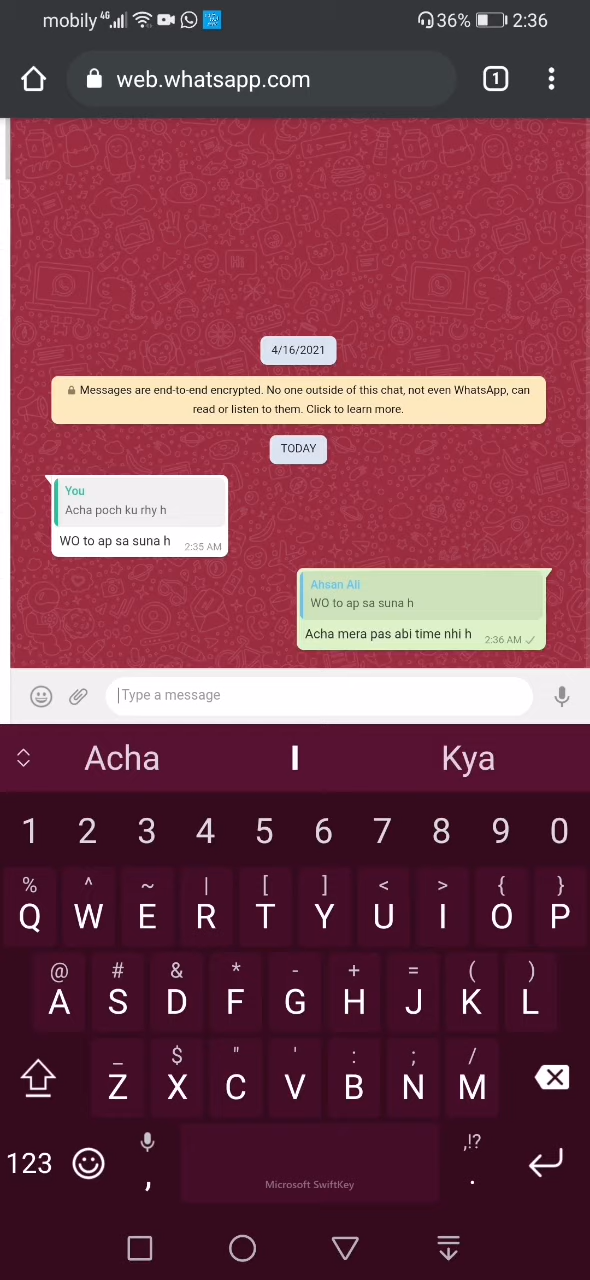 mobily 4G 36% 2:36
web.whatsapp.com 1
4/16/2021
Messages are end-to-end encrypted. No one outside of this chat, not even WhatsApp, can
read or listen to them. Click to learn more.
TODAY
You
Acha poch ku rhy h
WO to ap sa suna h 2:35 AM
Ahsan Ali
WO to ap sa suna h
Acha mera pas abi time nhi h 2:36 AM
Type a message
Acha I Kya
1 2 3 4 5 6 7 8 9 0
% ^ ~ | [ ] < > { }
Q W E R T Y U I O P
@ # & * - + = ( )
A S D F G H J K L
_ $ " ' : ; /
Z X C V B N M
,!?
123 , .
Microsoft SwiftKey